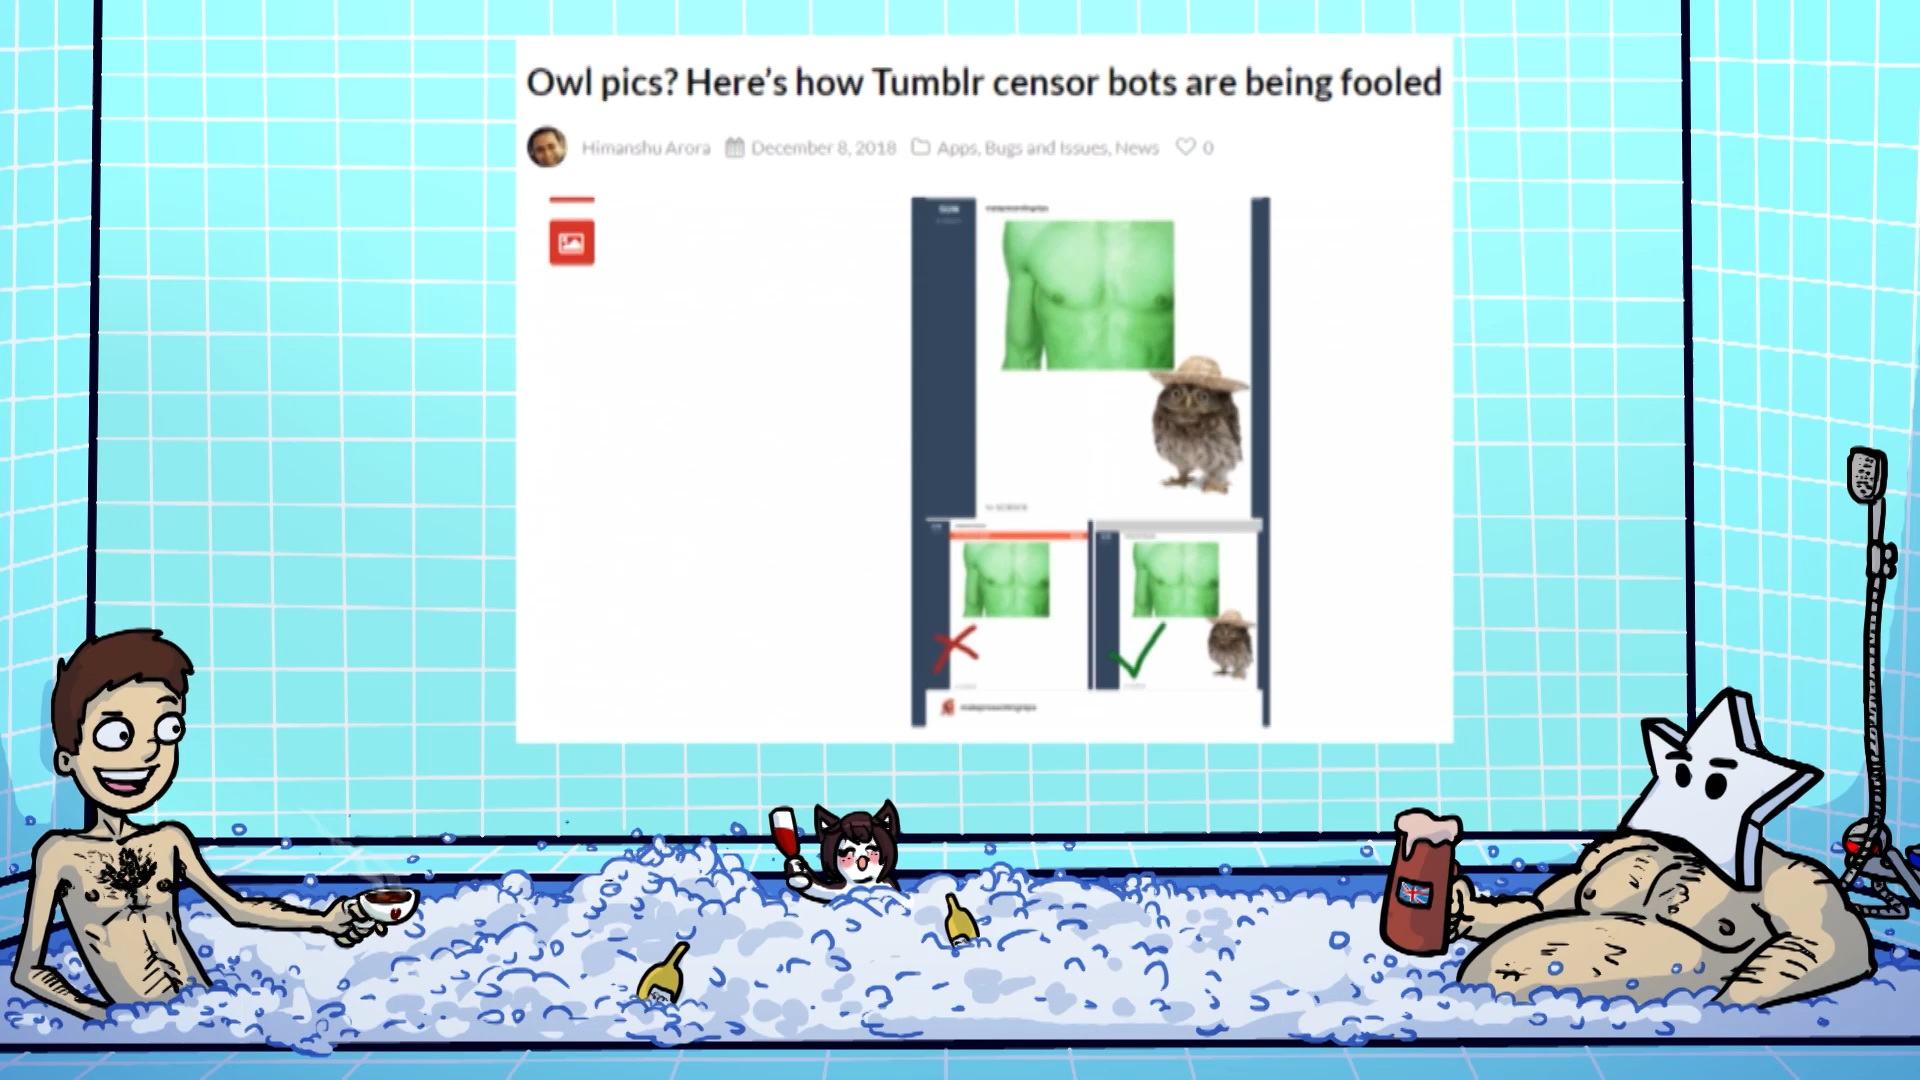 Owl pics? Here's how Tumblr censor bots are being fooled
Himanshu Arora December 8, 2018 Apps, Bugs and Issues, News 0